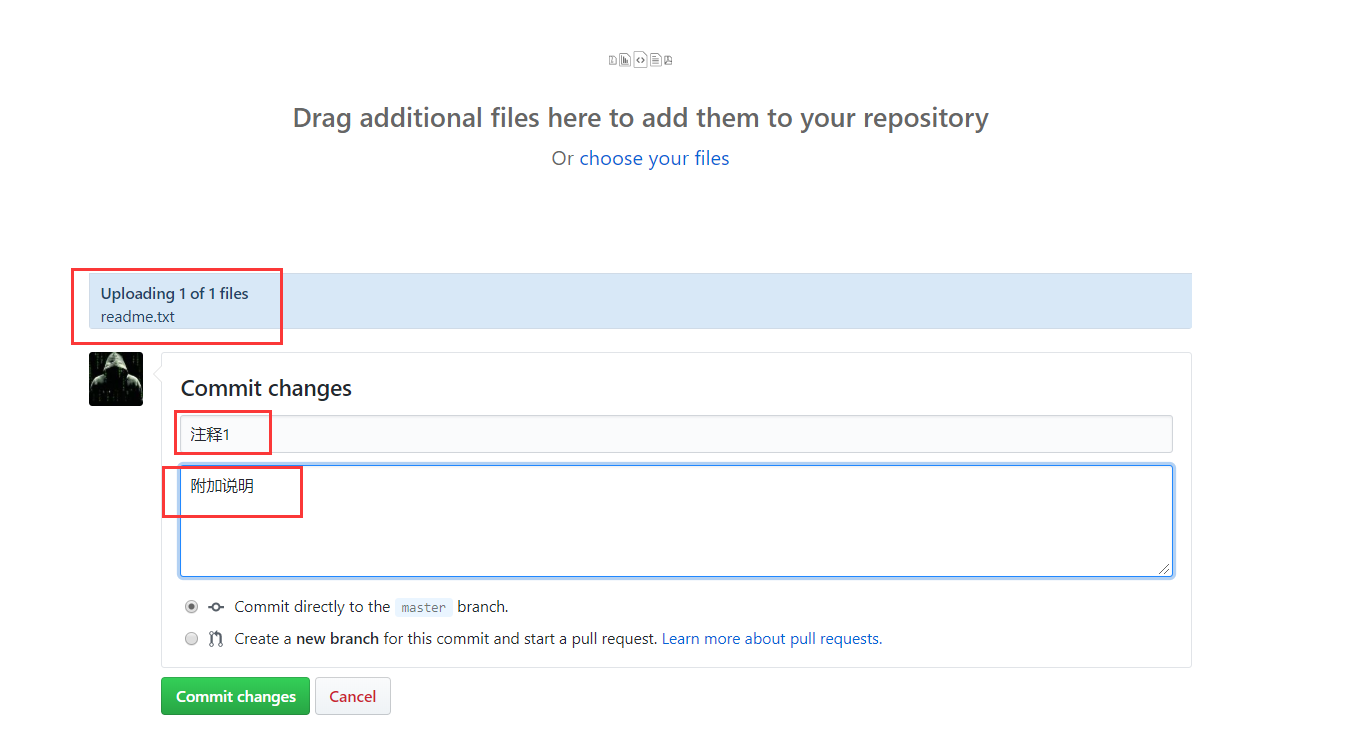 Drag additional files here to add them to your repository
Or choose your files
Uploading 1 of 1 files
readme.txt
Commit changes
注释1
附加说明
Commit directly to the master branch.
Create a new branch for this commit and start a pull request. Learn more about pull requests.
Commit changes Cancel